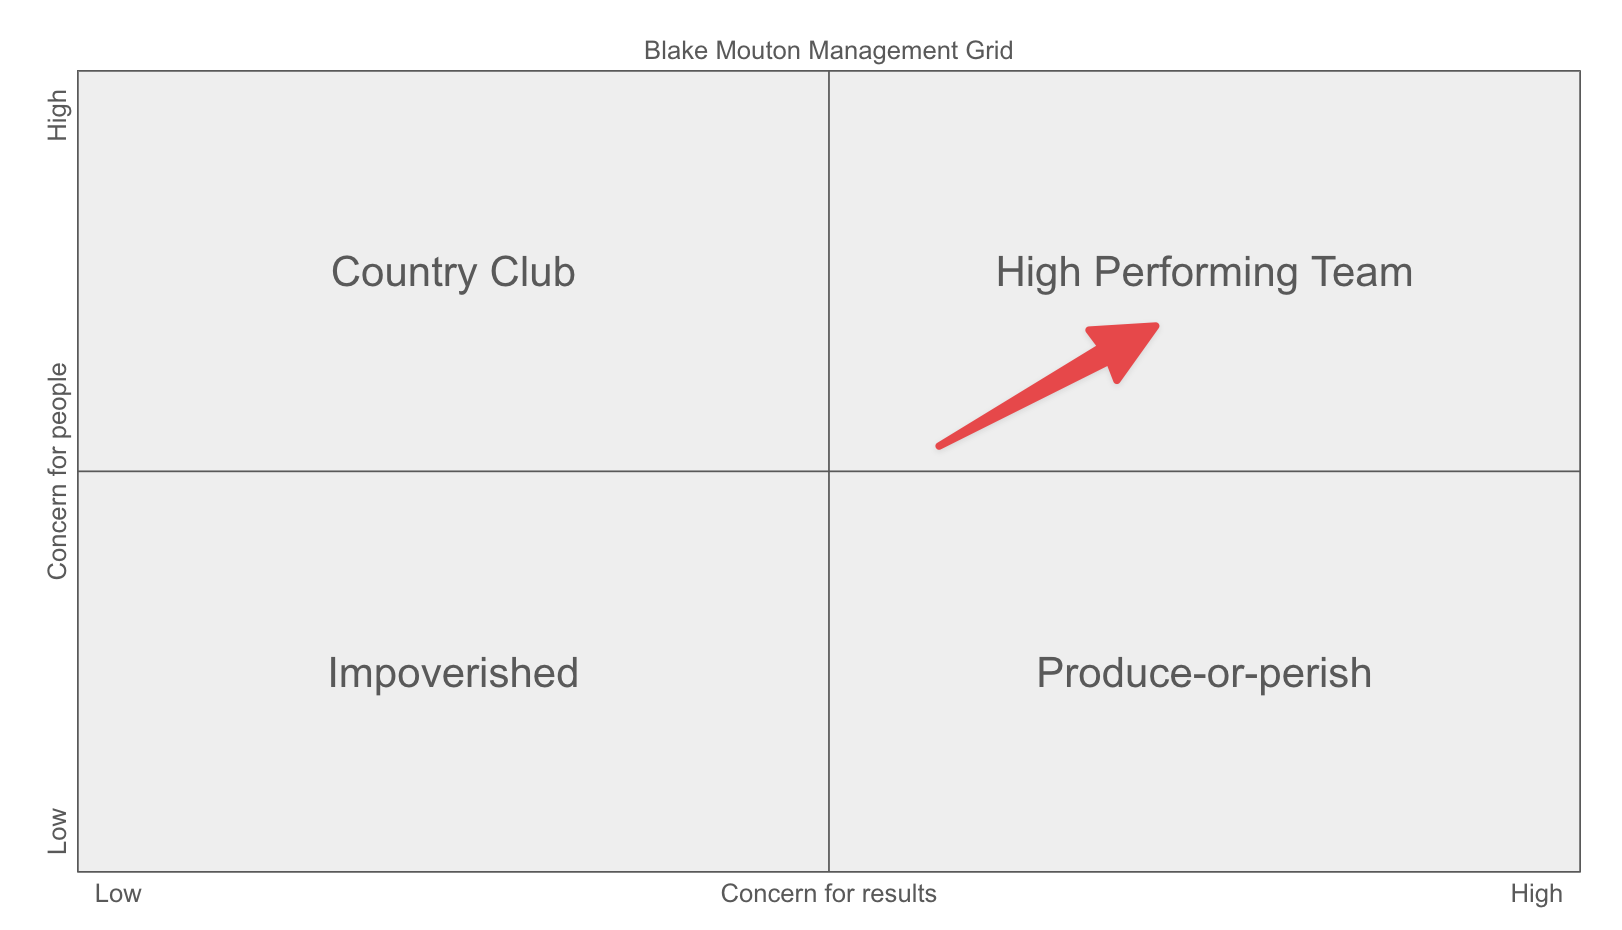 Blake Mouton Management Grid
High
Country Club
High Performing Team
Concern for people
Impoverished
Produce-or-perish
Low
Low
Concern for results
High